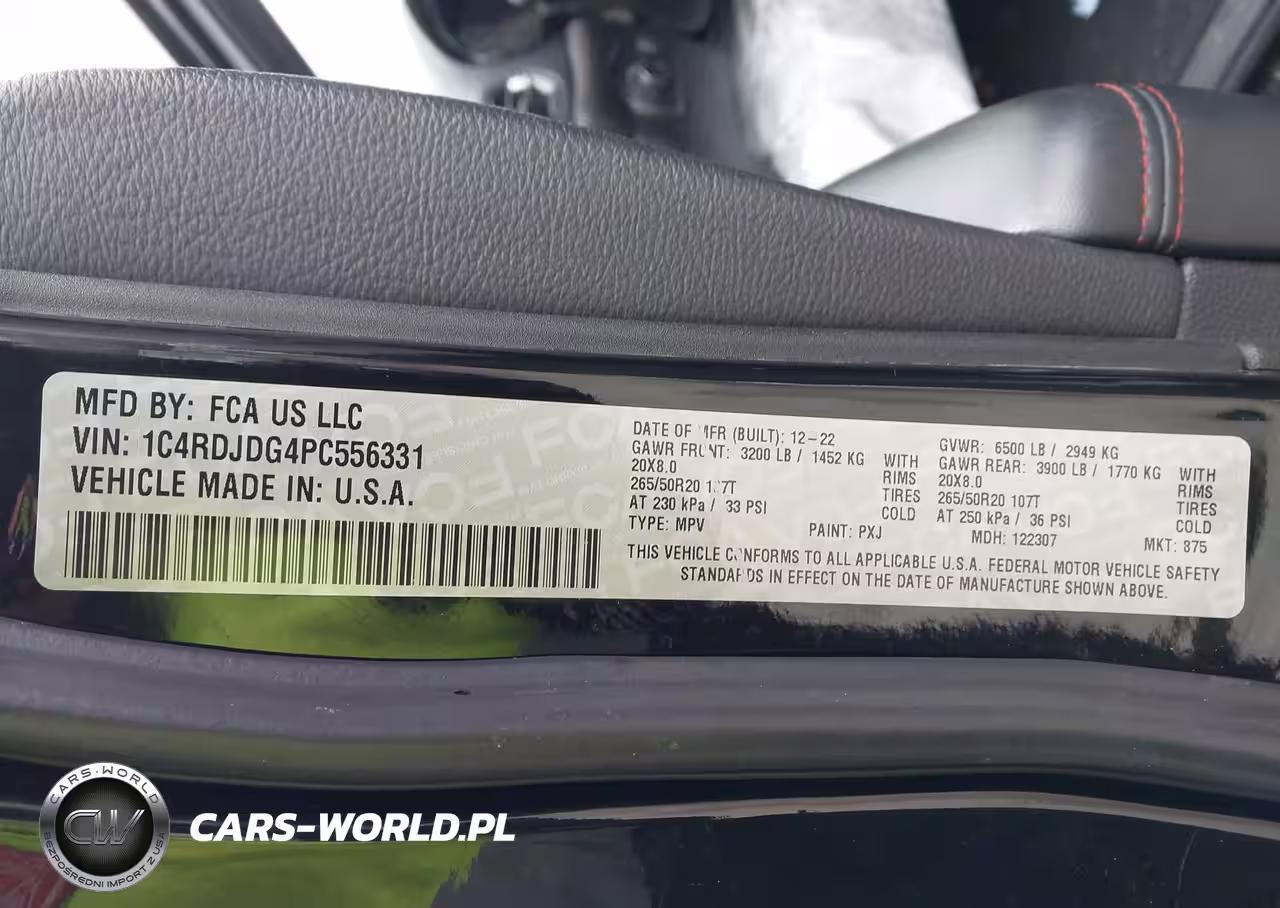 MFD BY: FCA US LLC
VIN: 1C4RDJDG4PC556331
VEHICLE MADE IN: U.S.A.
DATE OF MFR (BUILT): 12-22
GAWR FRONT: 3200 LB / 1452 KG WITH
20X8.0 RIMS
265/50R20 107T TIRES
AT 230 kPa / 33 PSI COLD
TYPE: MPV PAINT: PXJ
GVWR: 6500 LB / 2949 KG
GAWR REAR: 3900 LB / 1770 KG WITH
20X8.0 RIMS
265/50R20 107T TIRES
AT 250 kPa / 36 PSI COLD
MDH: 122307 MKT: 875
THIS VEHICLE CONFORMS TO ALL APPLICABLE U.S.A. FEDERAL MOTOR VEHICLE SAFETY
STANDARDS IN EFFECT ON THE DATE OF MANUFACTURE SHOWN ABOVE.
CARS-WORLD
CW
BEZPOŚREDNI IMPORT Z USA
CARS-WORLD.PL